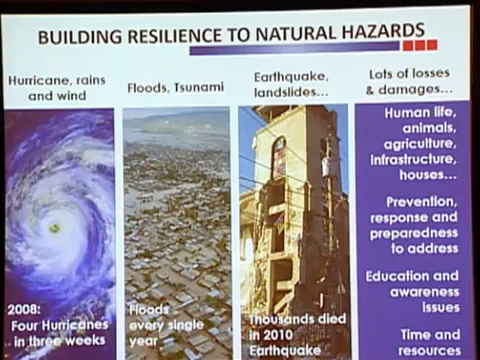 BUILDING RESILIENCE TO NATURAL HAZARDS
Hurricane, rains
and wind
2008:
Four Hurricanes
in three weeks
Floods, Tsunami
Floods
every single
year
Earthquake,
landslides...
Thousands died
in 2010
Earthquake
Lots of losses
& damages...
Human life,
animals,
agriculture,
infrastructure,
houses...
Prevention,
response and
preparedness
to address
Education and
awareness
issues
Time and
resources